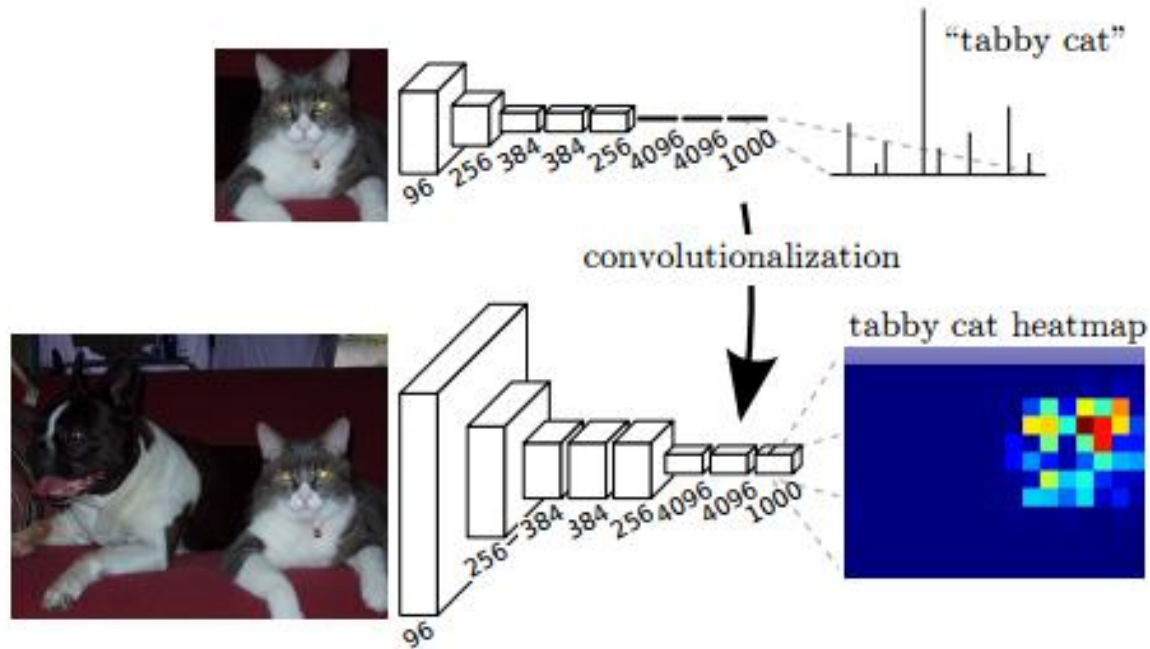 “tabby cat”
96 256 384 384 256 4096 4096 1000
convolutionalization
tabby cat heatmap
96 256 384 384 256 4096 4096 1000